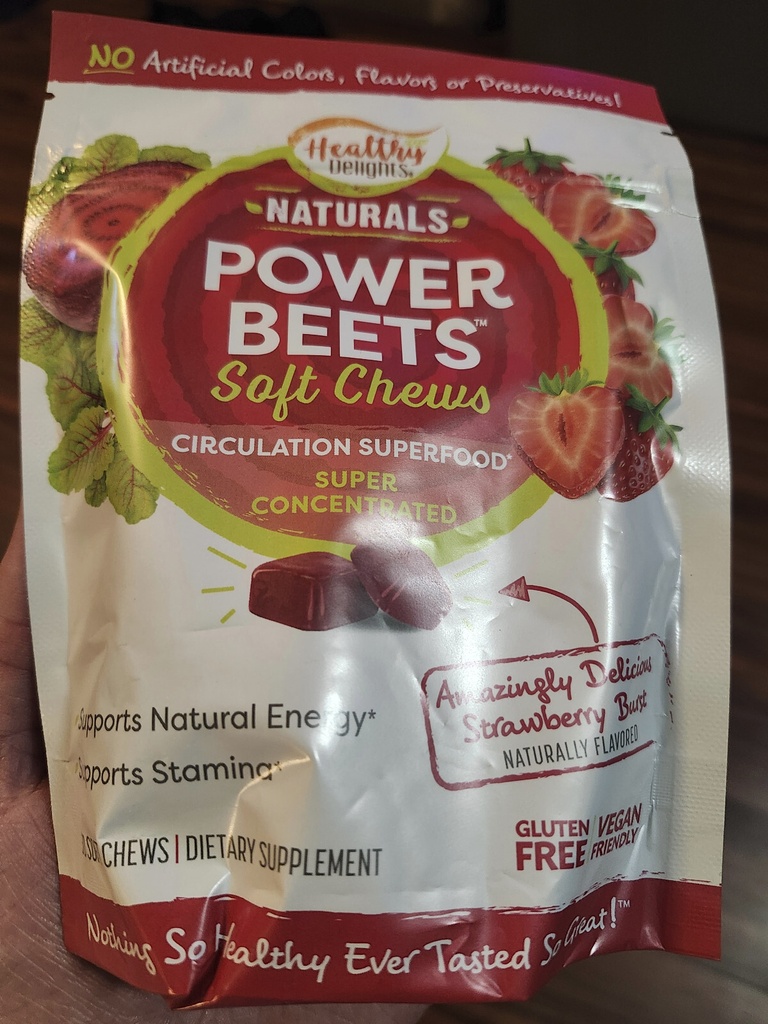 NO Artificial Colors, Flavors or Preservatives!
Healthy
Delights
NATURALS
POWER
BEETS™
Soft Chews
CIRCULATION SUPERFOOD*
SUPER
CONCENTRATED
Amazingly Delicious
Strawberry Burst
NATURALLY FLAVORED
Supports Natural Energy*
Supports Stamina*
CHEWS | DIETARY SUPPLEMENT
GLUTEN FREE
VEGAN FRIENDLY
Nothing So Healthy Ever Tasted So Great!™